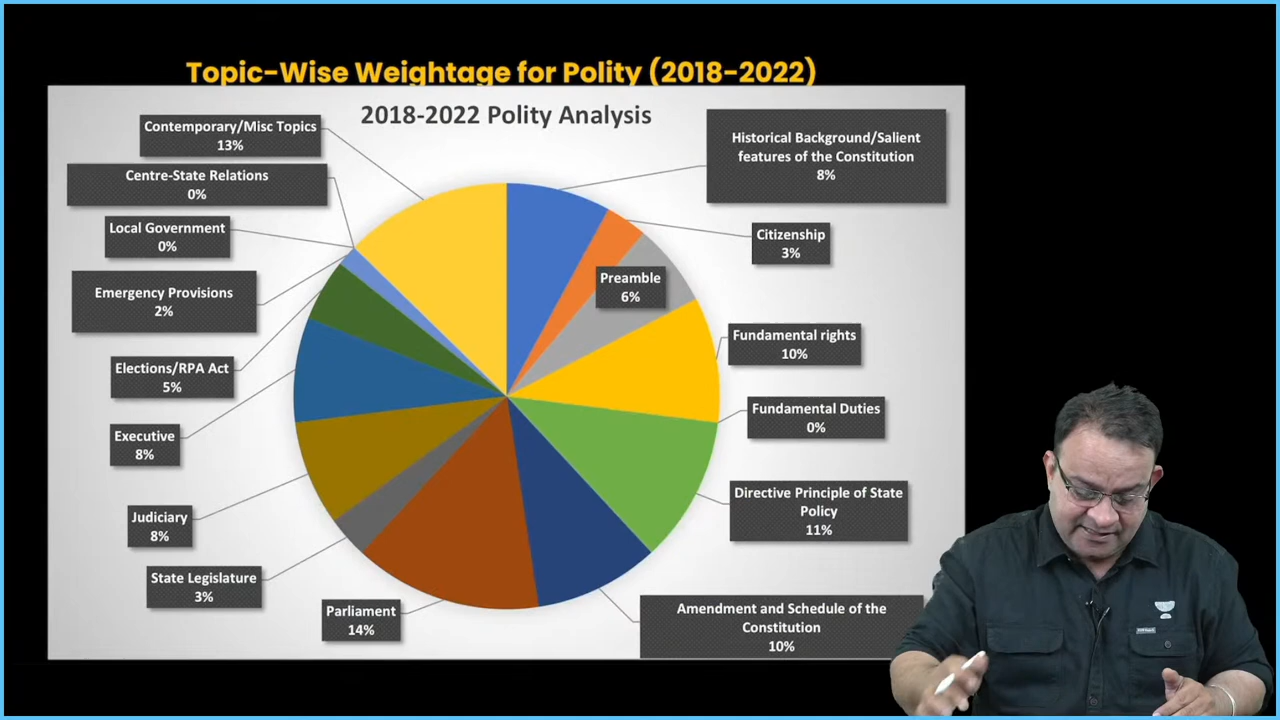 Topic-Wise Weightage for Polity (2018-2022)
2018-2022 Polity Analysis
Historical Background/Salient
features of the Constitution
8%
Citizenship
3%
Preamble
6%
Fundamental rights
10%
Fundamental Duties
0%
Directive Principle of State
Policy
11%
Amendment and Schedule of the
Constitution
10%
Parliament
14%
State Legislature
3%
Judiciary
8%
Executive
8%
Elections/RPA Act
5%
Emergency Provisions
2%
Local Government
0%
Centre-State Relations
0%
Contemporary/Misc Topics
13%